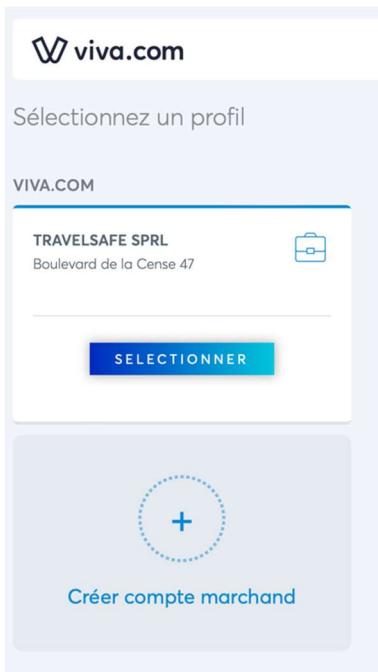 viva.com
Sélectionnez un profil
VIVA.COM
TRAVELSAFE SPRL
Boulevard de la Cense 47
SELECTIONNER
+
Créer compte marchand